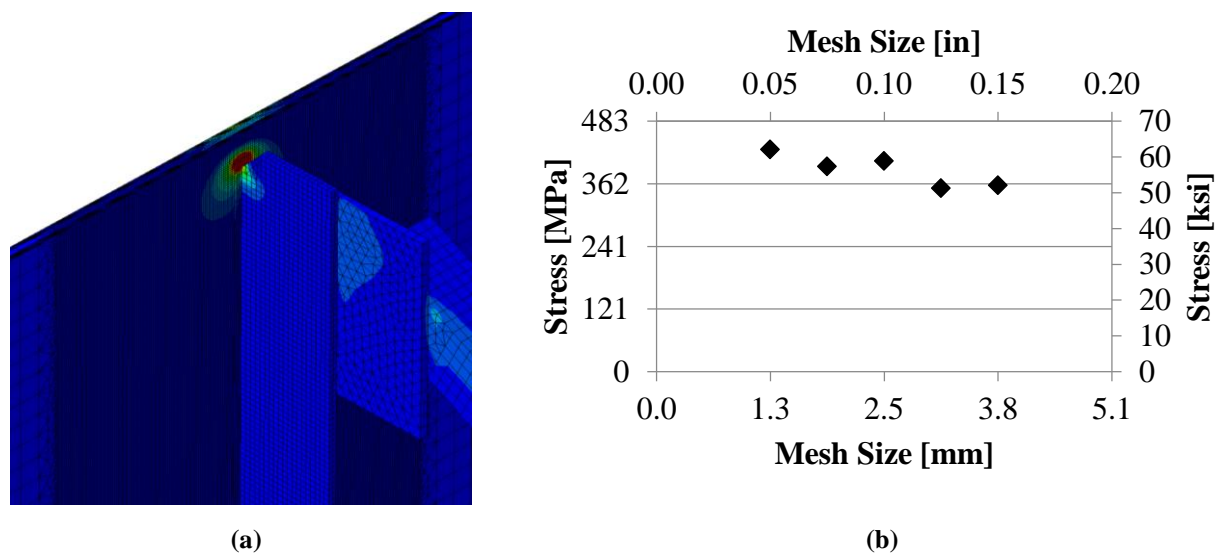 Mesh Size [in]
0.00 0.05 0.10 0.15 0.20
483 70
60
362 50
40
241 30
121 20
10
0 0
Stress [MPa]
Stress [ksi]
0.0 1.3 2.5 3.8 5.1
Mesh Size [mm]
(a) (b)